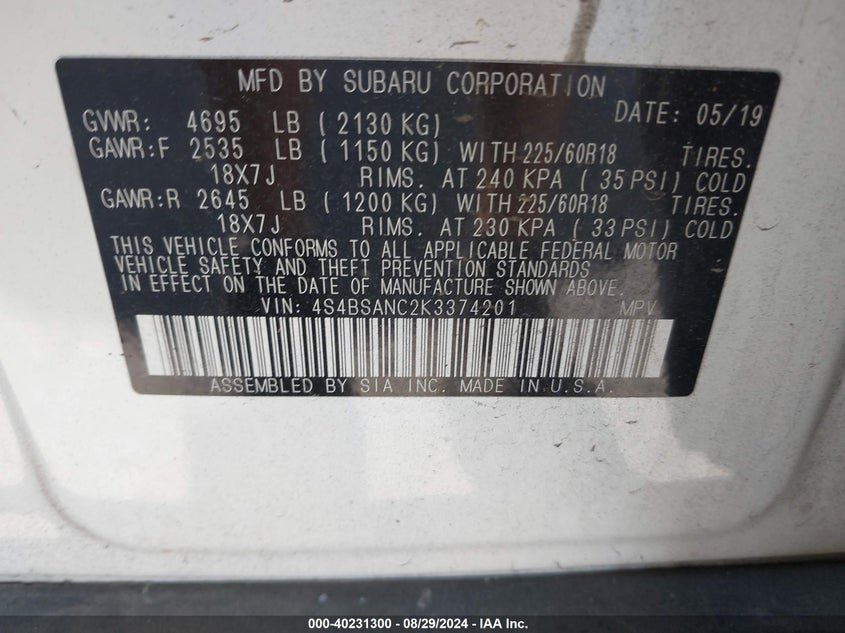 MFD BY SUBARU CORPORATION
DATE: 05/19
GVWR: 4695 LB ( 2130 KG)
GAWR:F 2535 LB ( 1150 KG) WITH 225/60R18 TIRES.
18X7J RIMS. AT 240 KPA ( 35 PSI) COLD
GAWR:R 2645 LB ( 1200 KG) WITH 225/60R18 TIRES.
18X7J RIMS. AT 230 KPA ( 33 PSI) COLD
THIS VEHICLE CONFORMS TO ALL APPLICABLE FEDERAL MOTOR
VEHICLE SAFETY AND THEFT PREVENTION STANDARDS
IN EFFECT ON THE DATE OF MANUFACTURE SHOWN ABOVE.
VIN: 4S4BSANC2K3374201 MPV
ASSEMBLED BY SIA INC. MADE IN U.S.A.
000-40231300 - 08/29/2024 - IAA Inc.